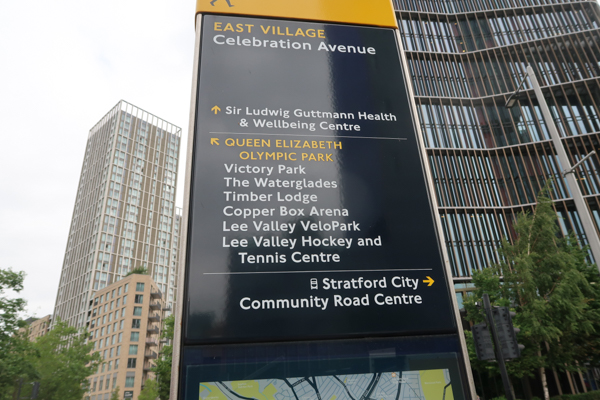 EAST VILLAGE
Celebration Avenue
Sir Ludwig Guttmann Health
& Wellbeing Centre
QUEEN ELIZABETH
OLYMPIC PARK
Victory Park
The Waterglades
Timber Lodge
Copper Box Arena
Lee Valley VeloPark
Lee Valley Hockey and
Tennis Centre
Stratford City
Community Road Centre